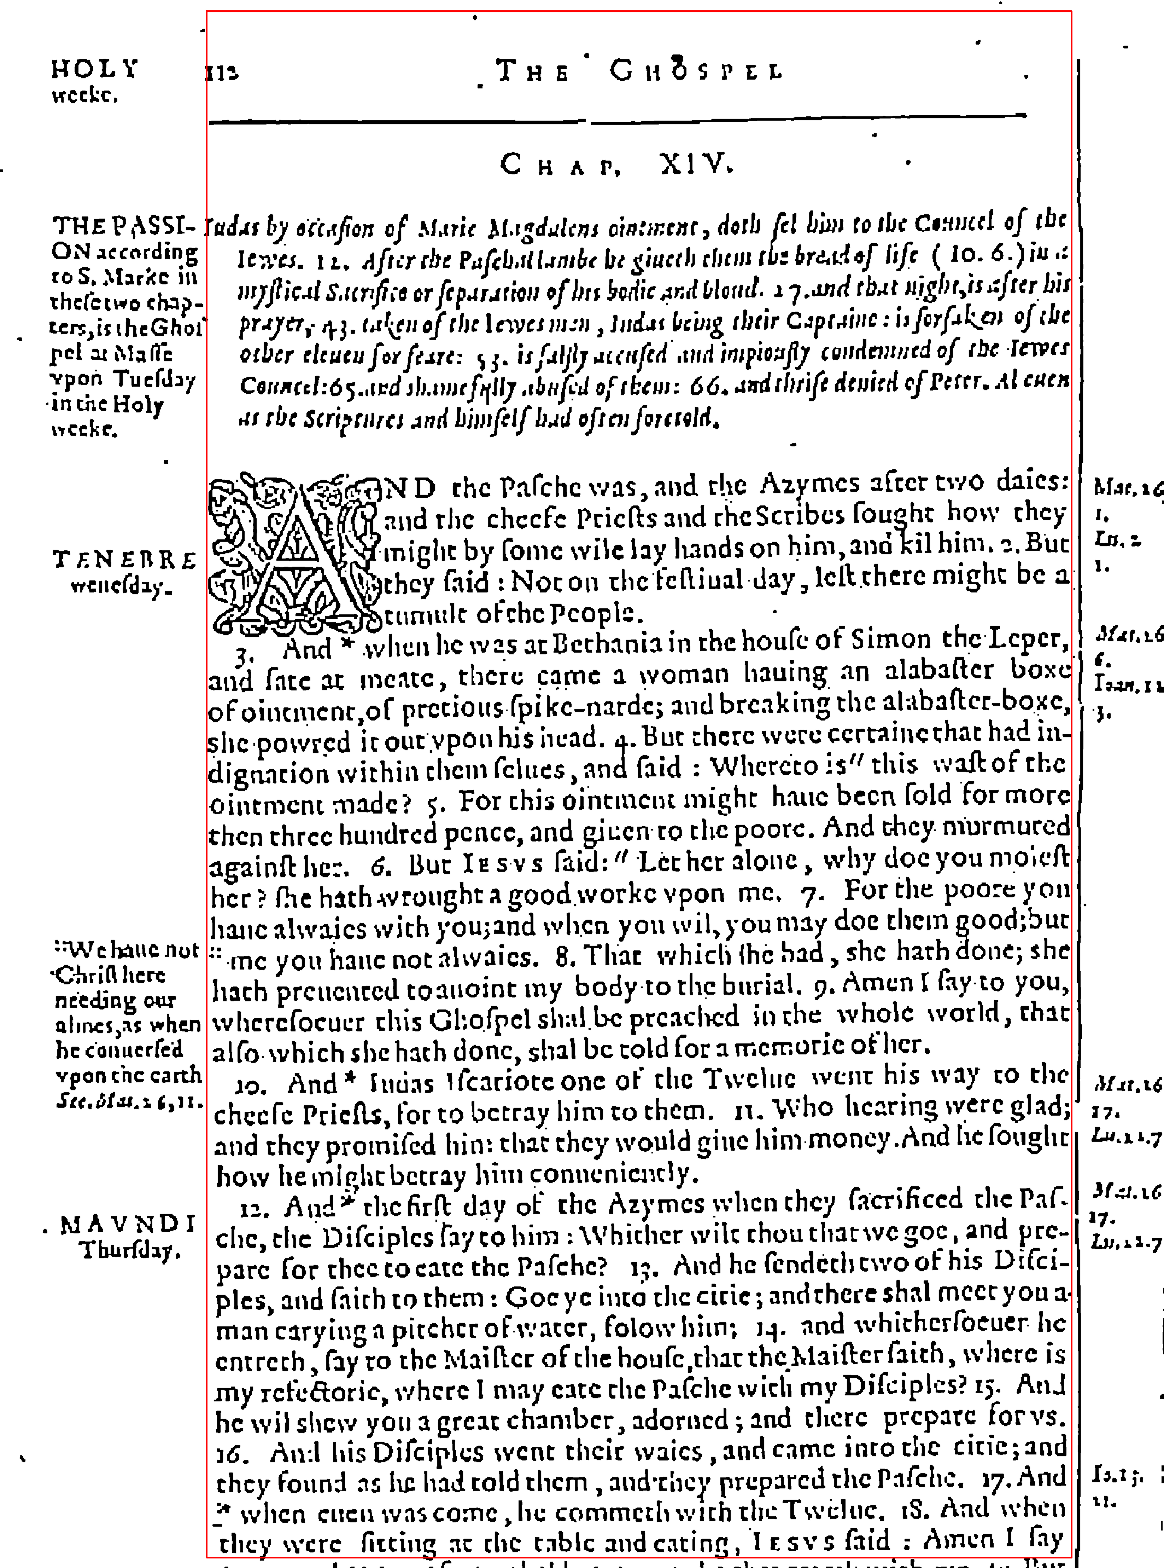 HOLY
weeke.
112 THE GHOSPEL
CHAP. XIV.
THE PASSI-
ON according
to S. Marke in
theſe two chap-
ters, is the Ghoſ
pel at Maſſe
vpon Tueſday
in the Holy
weeke.
Iudas by occaſion of Marie Magdalens ointment, doth ſel him to the Councel of the
Iewes. 12. After the Paſchal lambe he giueth them the bread of life (10. 6.) in a
myſtical Sacrifice or ſeparation of his bodie and bloud. 27. and that night, is after his
prayer, 43. taken of the Iewes men, Iudas being their Captaine: is forſaken of the
other eleuen for feare: 53. is falſly accuſed and impiouſly condemned of the Iewes
Councel: 65. and shamefully abuſed of them: 66. and thriſe denied of Peter. Al euen
as the Scriptures and himſelf had often foretold.
TENEBRE
weneſday.
AND the Paſche was, and the Azymes after two daies:
and the cheefe Prieſts and the Scribes ſought how they
might by ſome wile lay hands on him, and kil him. 2. But
they ſaid: Not on the feſtiual day, leſt there might be a
tumult of the People.
3. And * when he was at Bethania in the houſe of Simon the Leper,
and ſate at meate, there came a woman hauing an alabaſter boxe
of ointment, of pretious ſpike-narde; and breaking the alabaſter-boxe,
she powred it out vpon his head. 4. But there were certaine that had in-
dignation within them ſelues, and ſaid: Whereto is" this waſt of the
ointment made? 5. For this ointment might haue been ſold for more
then three hundred pence, and giuen to the poore. And they murmured
againſt her. 6. But IESVS ſaid:" Let her alone, why doe you moleſt
her? ſhe hath wrought a good worke vpon me. 7. For the poore you
haue alwaies with you; and when you wil, you may doe them good; but
:: me you haue not alwaies. 8. That which ſhe had, she hath done; she
hath preuented to anoint my body to the burial. 9. Amen I ſay to you,
whereſoeuer this Ghoſpel shal be preached in the whole world, that
alſo which she hath done, shal be told for a memorie of her.
10. And * Iudas Iſcariote one of the Twelue went his way to the
cheefe Prieſts, for to betray him to them. 11. Who hearing were glad;
and they promiſed him that they would giue him money. And he ſought
how he might betray him conueniently.
12. And * the firſt day of the Azymes when they ſacrificed the Paſ-
che, the Diſciples ſay to him: Whither wilt thou that we goe, and pre-
pare for thee to eate the Paſche? 13. And he ſendeth two of his Diſci-
ples, and ſaith to them: Goe ye into the citie; and there shal meet you a
man carying a pitcher of water, folow him; 14. and whitherſoeuer he
entreth, ſay to the Maiſter of the houſe, that the Maiſter ſaith, where is
my refectorie, where I may eate the Paſche with my Diſciples? 15. And
he wil shew you a great chamber, adorned; and there prepare for vs.
16. And his Diſciples went their waies, and came into the citie; and
they found as he had told them, and they prepared the Paſche. 17. And
* when euen was come, he commeth with the Twelue. 18. And when
they were ſitting at the table and eating, IESVS ſaid: Amen I ſay
::We haue not
Chriſt here
needing our
almes, as when
he conuerſed
vpon the earth
See. Mat. 26, 11.
MAVNDI
Thurſday.
Mat. 26
1.
Lu. 2
1.
Mat. 26
6.
Ioan. 12
3.
Mat. 26
17.
Lu. 22. 7
Mat. 26
17.
Lu. 22. 7
Io. 13.
21.